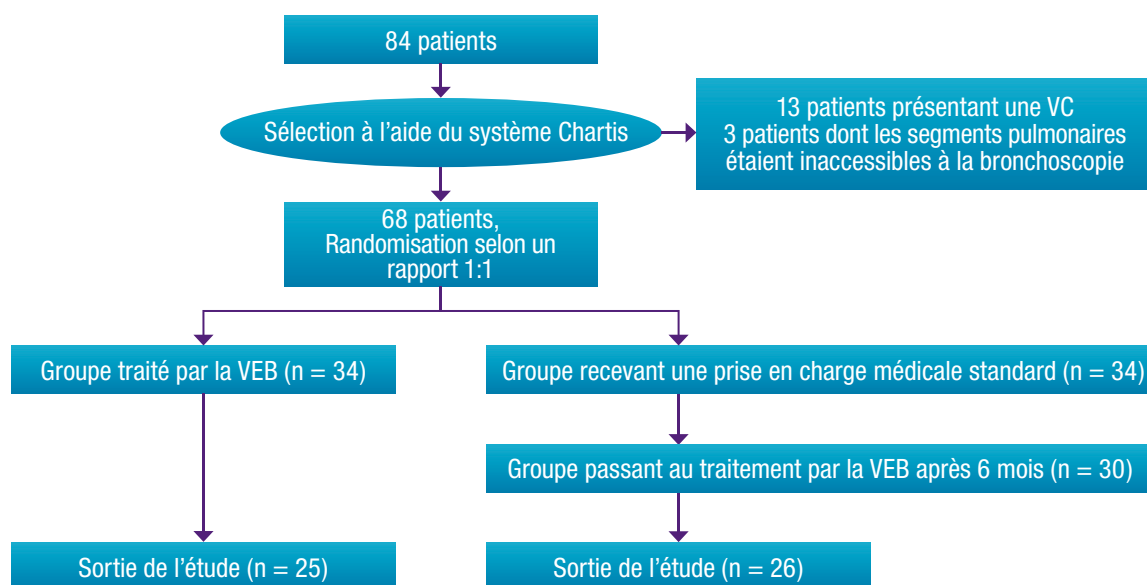 84 patients
Sélection à l'aide du système Chartis
13 patients présentant une VC
3 patients dont les segments pulmonaires
étaient inaccessibles à la bronchoscopie
68 patients,
Randomisation selon un
rapport 1:1
Groupe traité par la VEB (n = 34)
Groupe recevant une prise en charge médicale standard (n = 34)
Groupe passant au traitement par la VEB après 6 mois (n = 30)
Sortie de l'étude (n = 25)
Sortie de l'étude (n = 26)